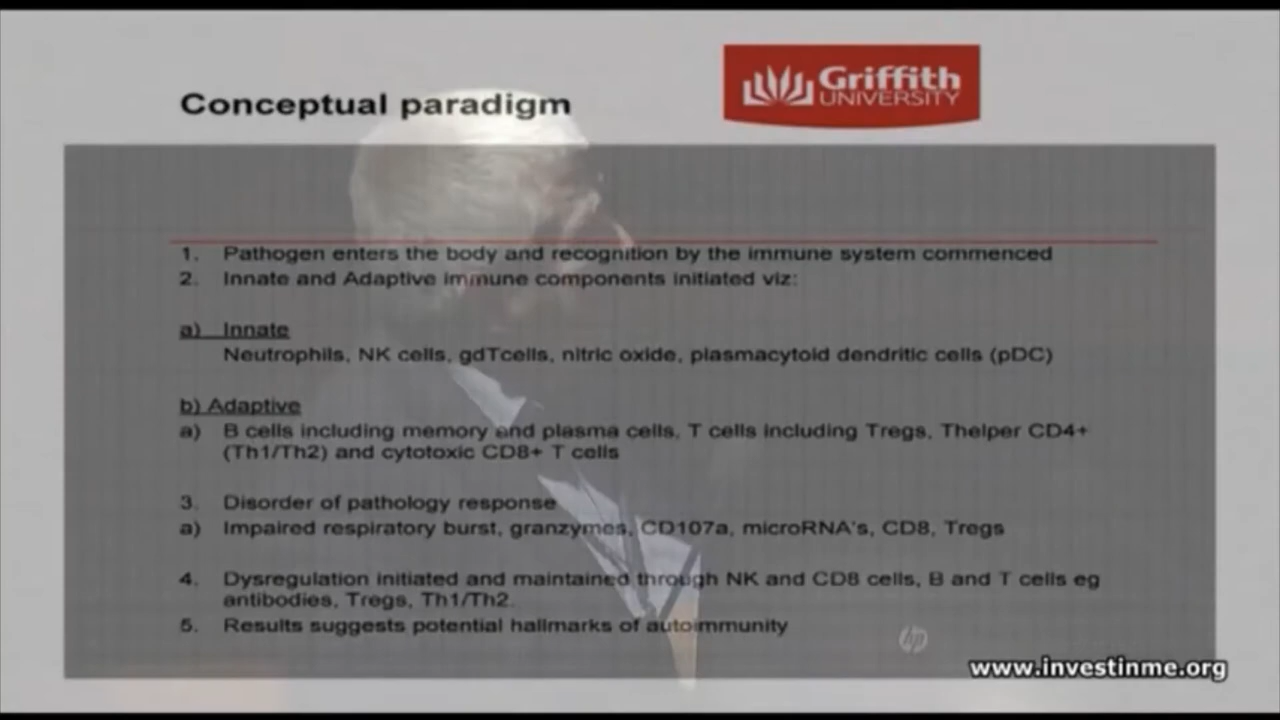 Conceptual paradigm
Griffith
UNIVERSITY
1. Pathogen enters the body and recognition by the immune system commenced
2. Innate and Adaptive immune components initiated viz:
a) Innate
Neutrophils, NK cells, gdTcells, nitric oxide, plasmacytoid dendritic cells (pDC)
b) Adaptive
a) B cells including memory and plasma cells, T cells including Tregs, Thelper CD4+
(Th1/Th2) and cytotoxic CD8+ T cells
3. Disorder of pathology response
a) Impaired respiratory burst, granzymes, CD107a, microRNA's, CD8, Tregs
4. Dysregulation initiated and maintained through NK and CD8 cells, B and T cells eg
antibodies, Tregs, Th1/Th2.
5. Results suggests potential hallmarks of autoimmunity
hp
www.investinme.org